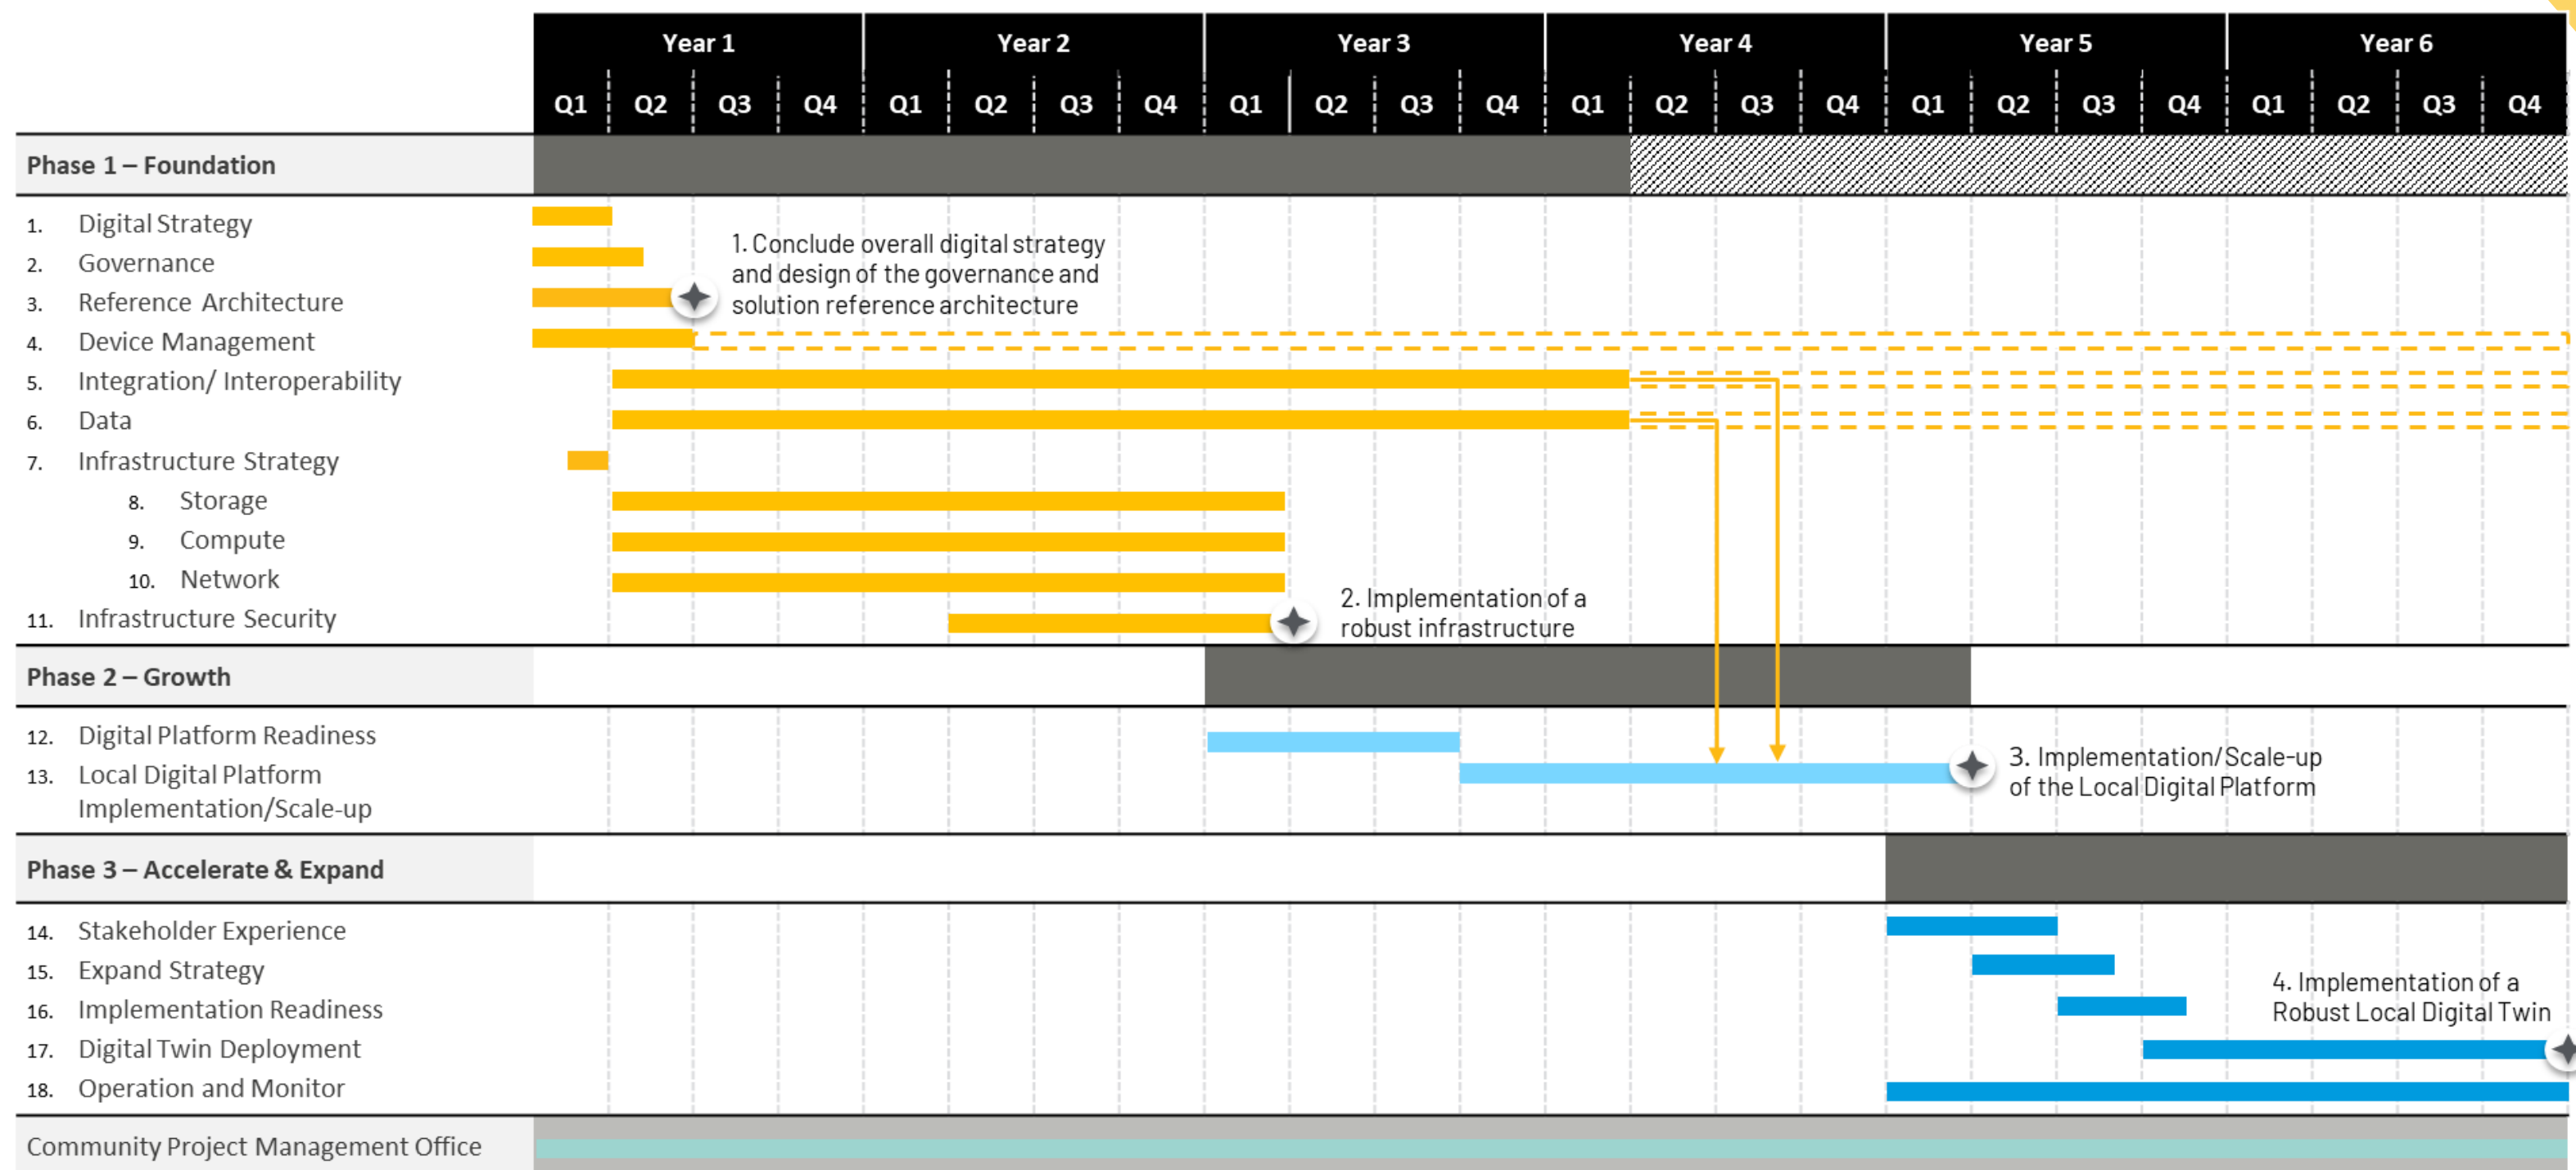 Year 1 Year 2 Year 3 Year 4 Year 5 Year 6
Q1 Q2 Q3 Q4 Q1 Q2 Q3 Q4 Q1 Q2 Q3 Q4 Q1 Q2 Q3 Q4 Q1 Q2 Q3 Q4 Q1 Q2 Q3 Q4
Phase 1 – Foundation
1. Digital Strategy
2. Governance
3. Reference Architecture
4. Device Management
5. Integration/ Interoperability
6. Data
7. Infrastructure Strategy
8. Storage
9. Compute
10. Network
11. Infrastructure Security
1. Conclude overall digital strategy
and design of the governance and
solution reference architecture
2. Implementation of a
robust infrastructure
Phase 2 – Growth
12. Digital Platform Readiness
13. Local Digital Platform
Implementation/Scale-up
3. Implementation/Scale-up
of the Local Digital Platform
Phase 3 – Accelerate & Expand
14. Stakeholder Experience
15. Expand Strategy
16. Implementation Readiness
17. Digital Twin Deployment
18. Operation and Monitor
4. Implementation of a
Robust Local Digital Twin
Community Project Management Office